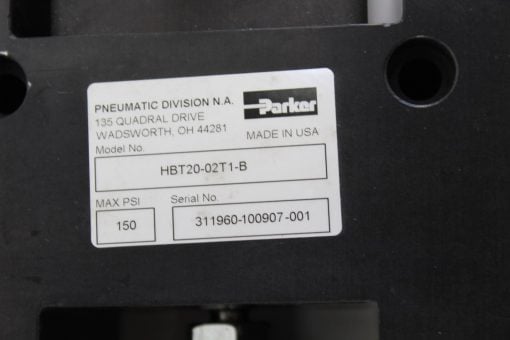 PNEUMATIC DIVISION N.A.
135 QUADRAL DRIVE
WADSWORTH, OH 44281
Parker
MADE IN USA
Model No.
HBT20-02T1-B
MAX PSI
150
Serial No.
311960-100907-001